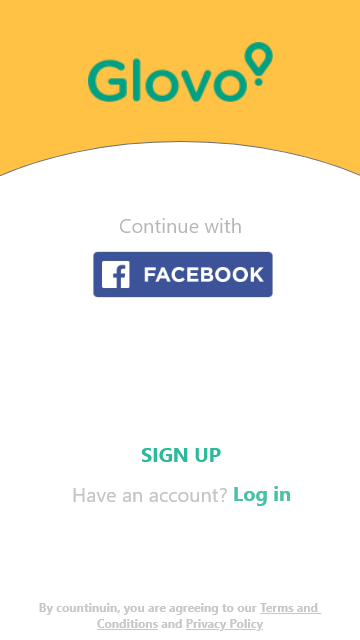 Glovo
Continue with
FACEBOOK
SIGN UP
Have an account? Log in
By countinuin, you are agreeing to our Terms and
Conditions and Privacy Policy